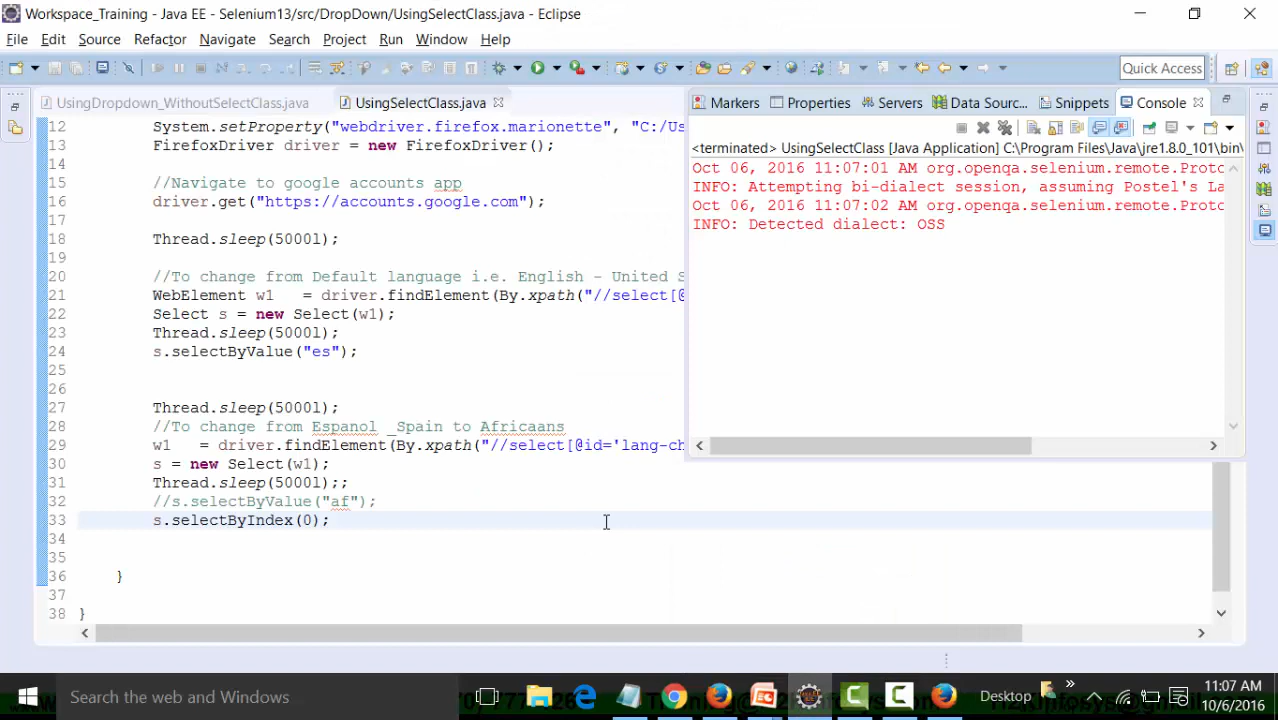 Workspace_Training - Java EE - Selenium13/src/DropDown/UsingSelectClass.java - Eclipse
File Edit Source Refactor Navigate Search Project Run Window Help
Quick Access
UsingDropdown_WithoutSelectClass.java UsingSelectClass.java
Markers Properties Servers Data Sourc... Snippets Console
<terminated> UsingSelectClass [Java Application] C:\Program Files\Java\jre1.8.0_101\bin\
Oct 06, 2016 11:07:01 AM org.openqa.selenium.remote.Proto
INFO: Attempting bi-dialect session, assuming Postel's La
Oct 06, 2016 11:07:02 AM org.openqa.selenium.remote.Proto
INFO: Detected dialect: OSS
12 System.setProperty("webdriver.firefox.marionette", "C:/Us
13 FirefoxDriver driver = new FirefoxDriver();
14
15 //Navigate to google accounts app
16 driver.get("https://accounts.google.com");
17
18 Thread.sleep(5000l);
19
20 //To change from Default language i.e. English - United S
21 WebElement w1 = driver.findElement(By.xpath("//select[@
22 Select s = new Select(w1);
23 Thread.sleep(5000l);
24 s.selectByValue("es");
25
26
27 Thread.sleep(5000l);
28 //To change from Espanol _Spain to Africaans
29 w1 = driver.findElement(By.xpath("//select[@id='lang-ch
30 s = new Select(w1);
31 Thread.sleep(5000l);;
32 //s.selectByValue("af");
33 s.selectByIndex(0);
34
35
36 }
37
38 }
Search the web and Windows
Desktop
11:07 AM
10/6/2016